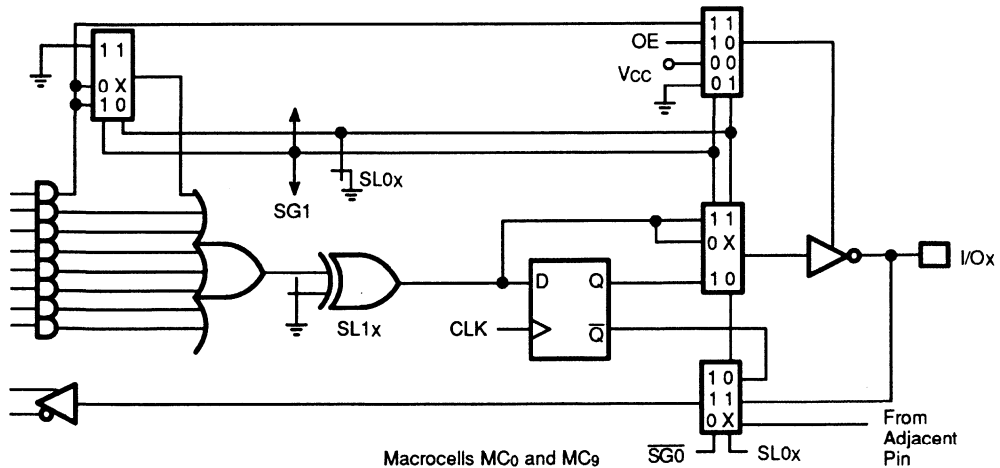 1 1
OE
1 0
VCC
0 0
0 1
1 1
0 X
1 0
SL0x
SG1
1 1
0 X
1 0
I/Ox
D
Q
CLK
Q̅
SL1x
1 0
1 1
0 X
From
Adjacent
Pin
S̅G̅0̅
SL0x
Macrocells MC0 and MC9